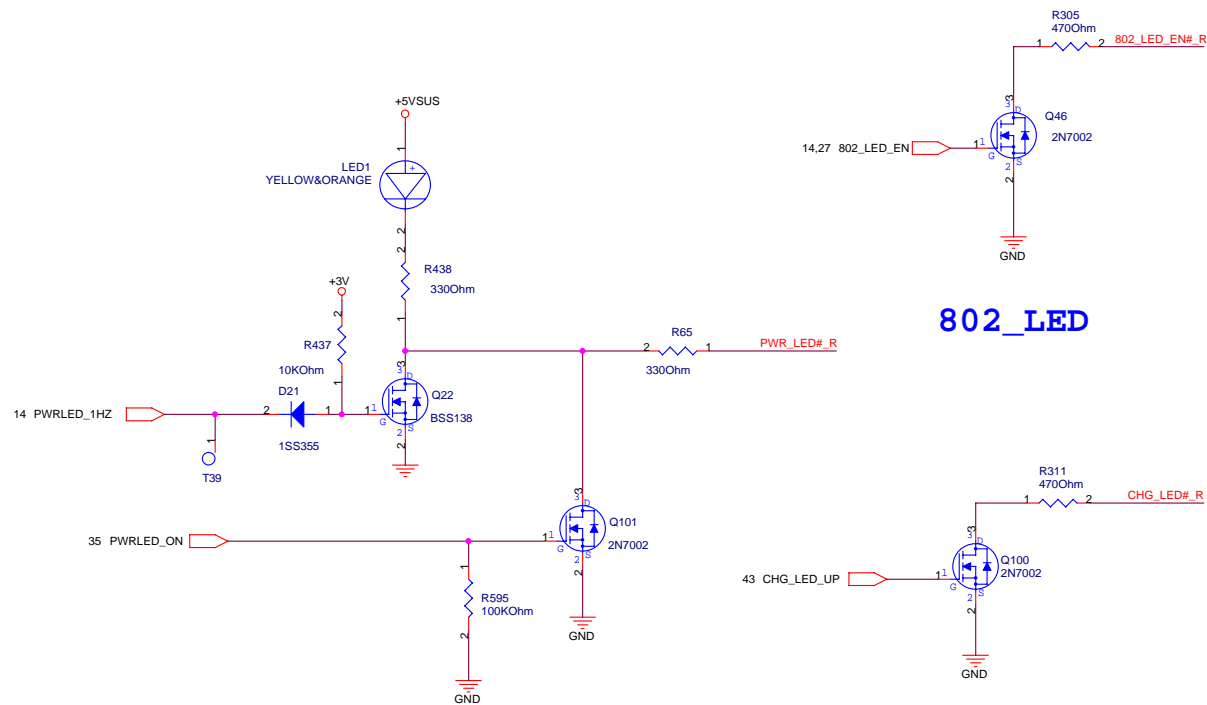 R305
470Ohm
1
2
802_LED_EN#_R
+5VSUS
3
3
D
Q46
2N7002
1
14,27 802_LED_EN
1
1
G
S
2
2
LED1
YELLOW&ORANGE
+
2
GND
2
R438
330Ohm
+3V
1
2
802_LED
R437
10KOhm
R65
2
1
PWR_LED#_R
330Ohm
1
3
3
D
D21
Q22
BSS138
14 PWRLED_1HZ
2
1
1
1
G
S
2
2
1SS355
1
T39
R311
470Ohm
1
2
CHG_LED#_R
3
3
D
Q101
2N7002
35 PWRLED_ON
1
1
G
S
2
2
3
3
D
Q100
2N7002
1
R595
100KOhm
2
43 CHG_LED_UP
1
1
G
S
2
2
GND
GND
GND